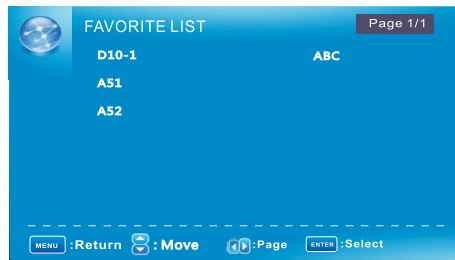 FAVORITE LIST Page 1/1
D10-1 ABC
A51
A52
MENU :Return : Move :Page ENTER :Select